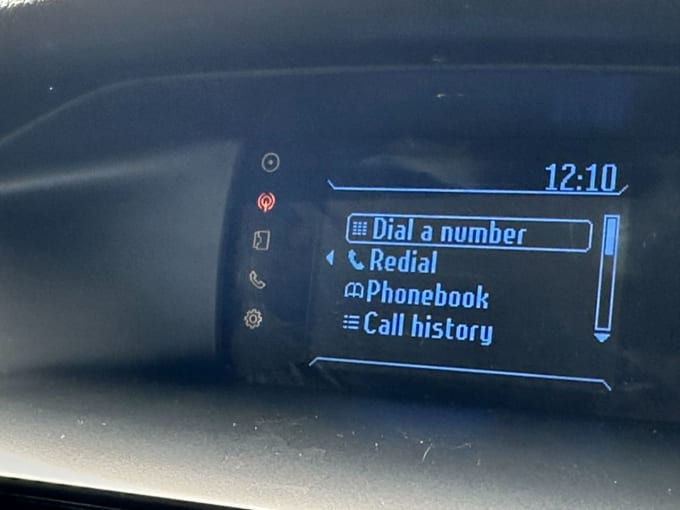 12:10
Dial a number
Redial
Phonebook
Call history